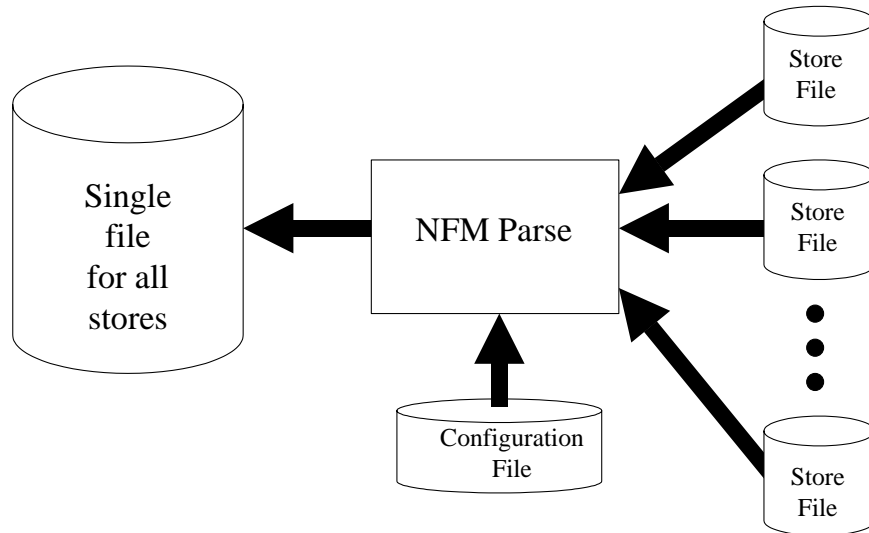 Single
file
for all
stores
NFM Parse
Configuration
File
Store
File
Store
File
Store
File